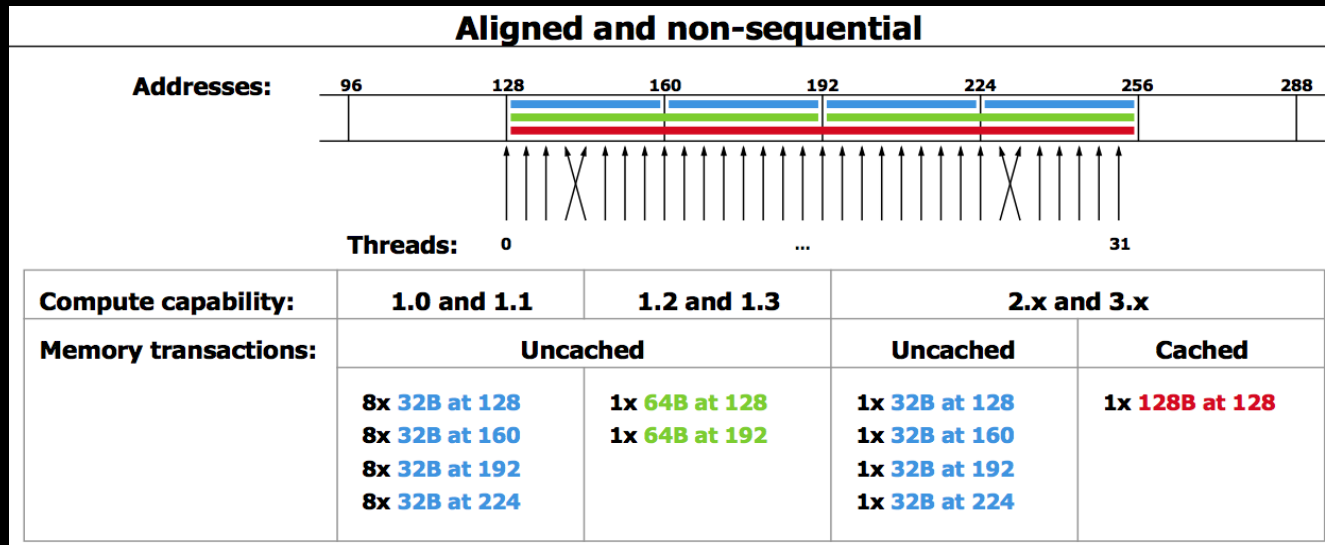 Aligned and non-sequential
Addresses: 96 128 160 192 224 256 288
Threads: 0 ... 31
Compute capability: 1.0 and 1.1 1.2 and 1.3 2.x and 3.x
Memory transactions: Uncached Uncached Cached
8x 32B at 128 1x 64B at 128 1x 32B at 128 1x 128B at 128
8x 32B at 160 1x 64B at 192 1x 32B at 160
8x 32B at 192 1x 32B at 192
8x 32B at 224 1x 32B at 224